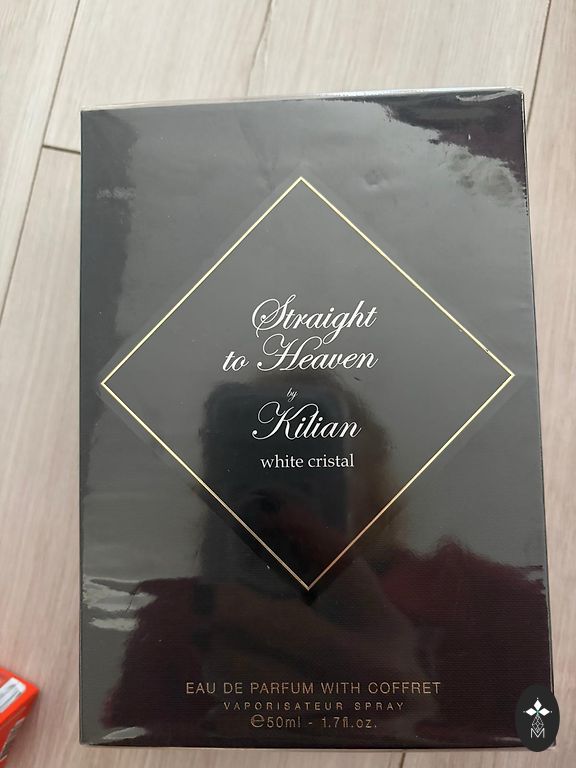 Straight
to Heaven
by
Kilian
white cristal
EAU DE PARFUM WITH COFFRET
VAPORISATEUR SPRAY
℮50ml - 1.7fl.oz.